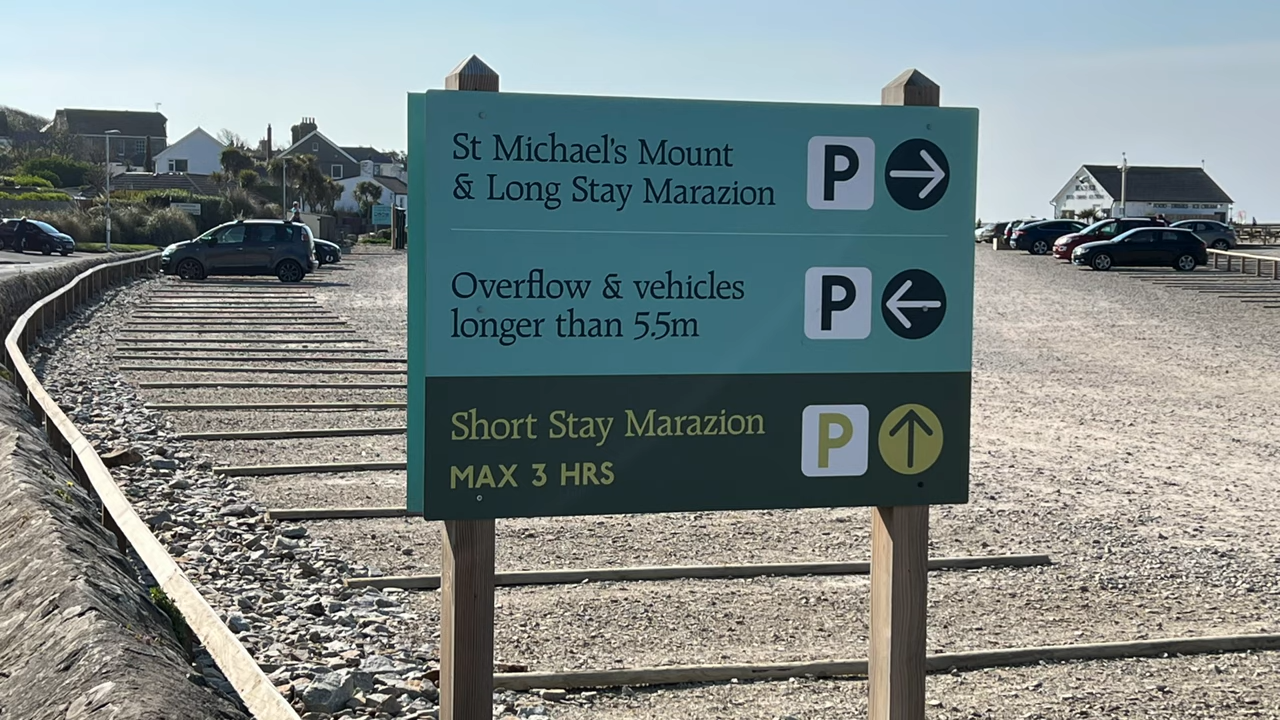 St Michael's Mount
& Long Stay Marazion
P
Overflow & vehicles
longer than 5.5m
P
Short Stay Marazion
MAX 3 HRS
P